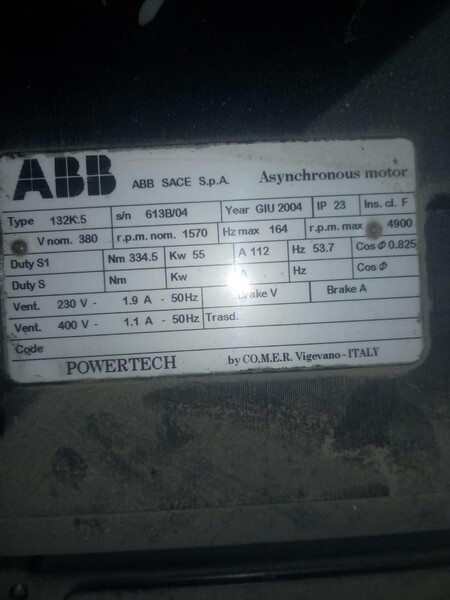 ABB ABB SACE S.p.A. Asynchronous motor
Type 132K:5 s/n 613B/04 Year GIU 2004 IP 23 Ins. cl. F
V nom. 380 r.p.m. nom. 1570 Hz max 164 r.p.m. max 4900
Duty S1 Nm 334.5 Kw 55 A 112 Hz 53.7 Cos Φ 0.825
Duty S Nm Kw A Hz Cos Φ
Vent. 230 V - 1.9 A - 50Hz Brake V Brake A
Vent. 400 V - 1.1 A - 50Hz Trasd.
Code
POWERTECH by CO.M.E.R. Vigevano - ITALY